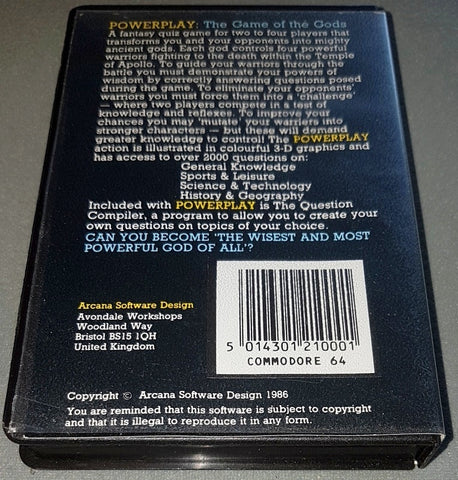 POWERPLAY: The Game of the Gods
A fantasy quiz game for two to four players that
transforms you and your opponents into mighty
ancient gods. Each god controls four powerful
warriors fighting to the death within the Temple
of Apollo. To guide your warriors through the
battle you must demonstrate your powers of
wisdom by correctly answering questions posed
during the game. To eliminate your opponents'
warriors you must force them into a 'challenge'
— where two players compete in a test of
knowledge and reflexes. To improve your
chances you may 'mutate' your warriors into
stronger characters — but these will demand
greater knowledge to control! The POWERPLAY
action is illustrated in colourful 3-D graphics and
has access to over 2000 questions on:
General Knowledge
Sports & Leisure
Science & Technology
History & Geography
Included with POWERPLAY is The Question
Compiler, a program to allow you to create your
own questions on topics of your choice.
CAN YOU BECOME 'THE WISEST AND MOST
POWERFUL GOD OF ALL'?
Arcana Software Design
Avondale Workshops
Woodland Way
Bristol BS15 1QH
United Kingdom
5 014301 210001
COMMODORE 64
Copyright © Arcana Software Design 1986
You are reminded that this software is subject to copyright
and that it is illegal to reproduce it in any form.